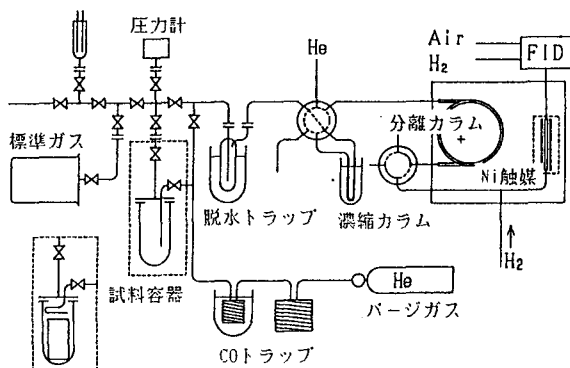 圧力計
He
Air
H₂
FID
標準ガス
分離カラム
+
Ni触媒
脱水トラップ
濃縮カラム
試料容器
H₂
He
パージガス
COトラップ